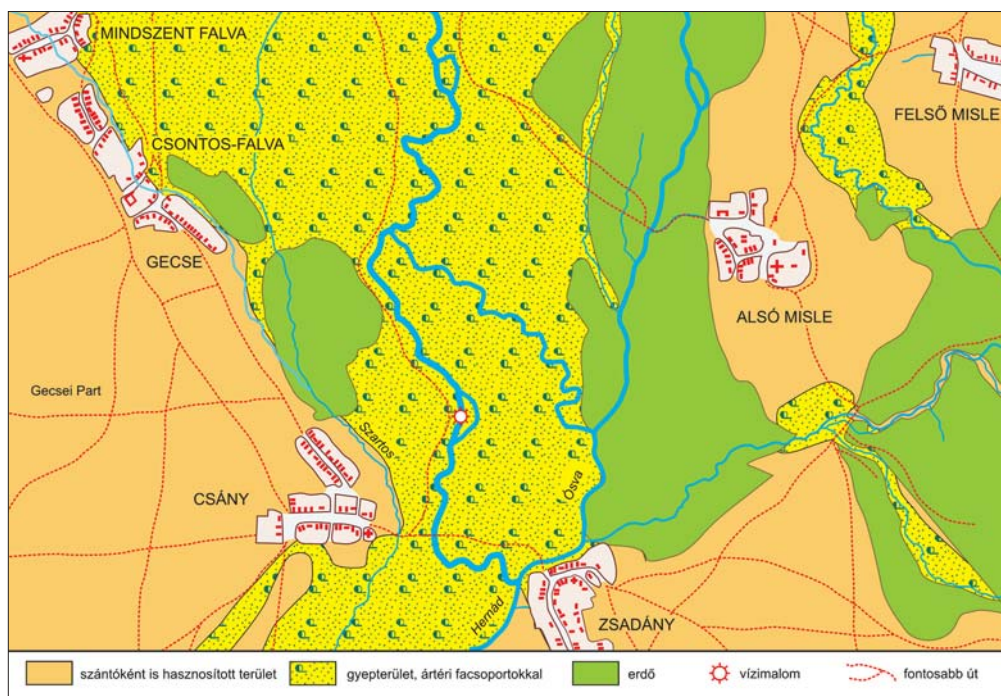 MINDSZENT FALVA
FELSŐ MISLE
CSONTOS-FALVA
GECSE
ALSÓ MISLE
Gecsei Part
Szartos
CSÁNY
Ósva
Hernád
ZSADÁNY
szántóként is hasznosított terület
gyepterület, ártéri facsoportokkal
erdő
vízimalom
fontosabb út